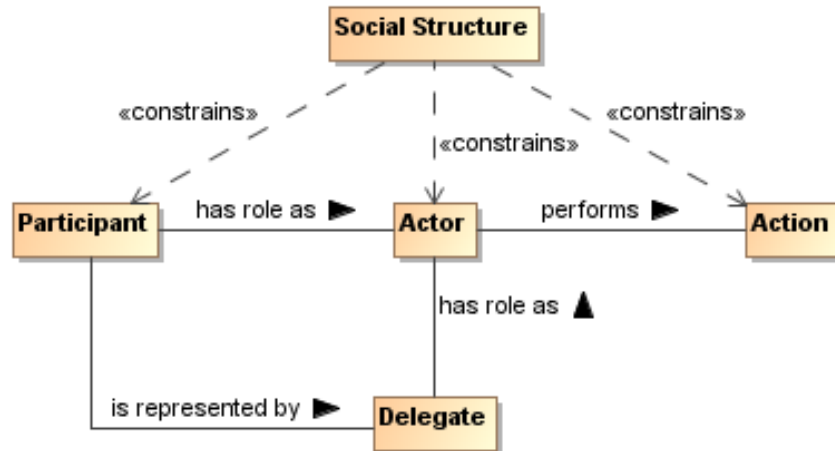 Social Structure
«constrains»
«constrains»
«constrains»
Participant
has role as
Actor
performs
Action
has role as
is represented by
Delegate